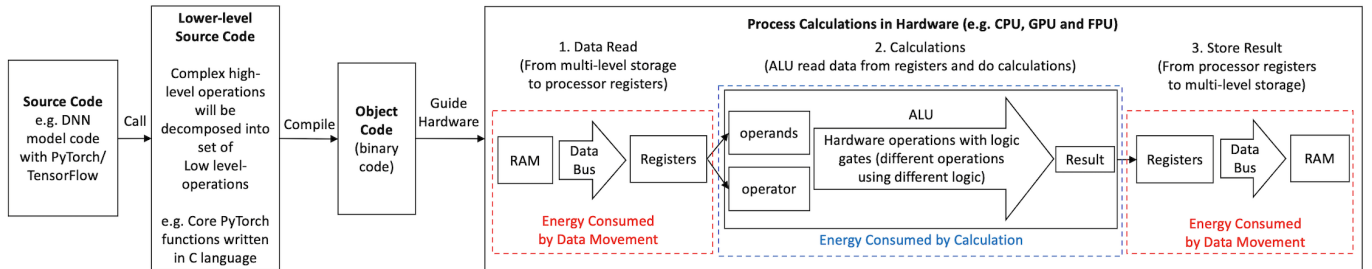 Source Code
e.g. DNN
model code
with PyTorch/
TensorFlow
Call
Lower-level
Source Code
Complex high-
level operations
will be
decomposed into
set of
Low level-
operations
e.g. Core PyTorch
functions written
in C language
Compile
Object
Code
(binary
code)
Guide
Hardware
Process Calculations in Hardware (e.g. CPU, GPU and FPU)
1. Data Read
(From multi-level storage
to processor registers)
RAM
Data
Bus
Registers
Energy Consumed
by Data Movement
2. Calculations
(ALU read data from registers and do calculations)
operands
operator
ALU
Hardware operations with logic
gates (different operations
using different logic)
Result
Energy Consumed by Calculation
3. Store Result
(From processor registers
to multi-level storage)
Registers
Data
Bus
RAM
Energy Consumed
by Data Movement